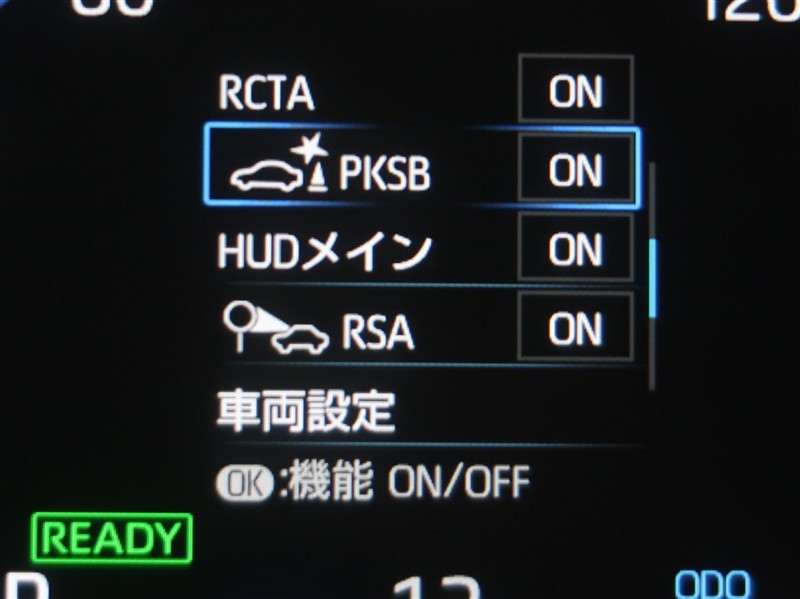 RCTA ON
PKSB ON
HUDメイン ON
RSA ON
車両設定
OK:機能 ON/OFF
READY
ODO